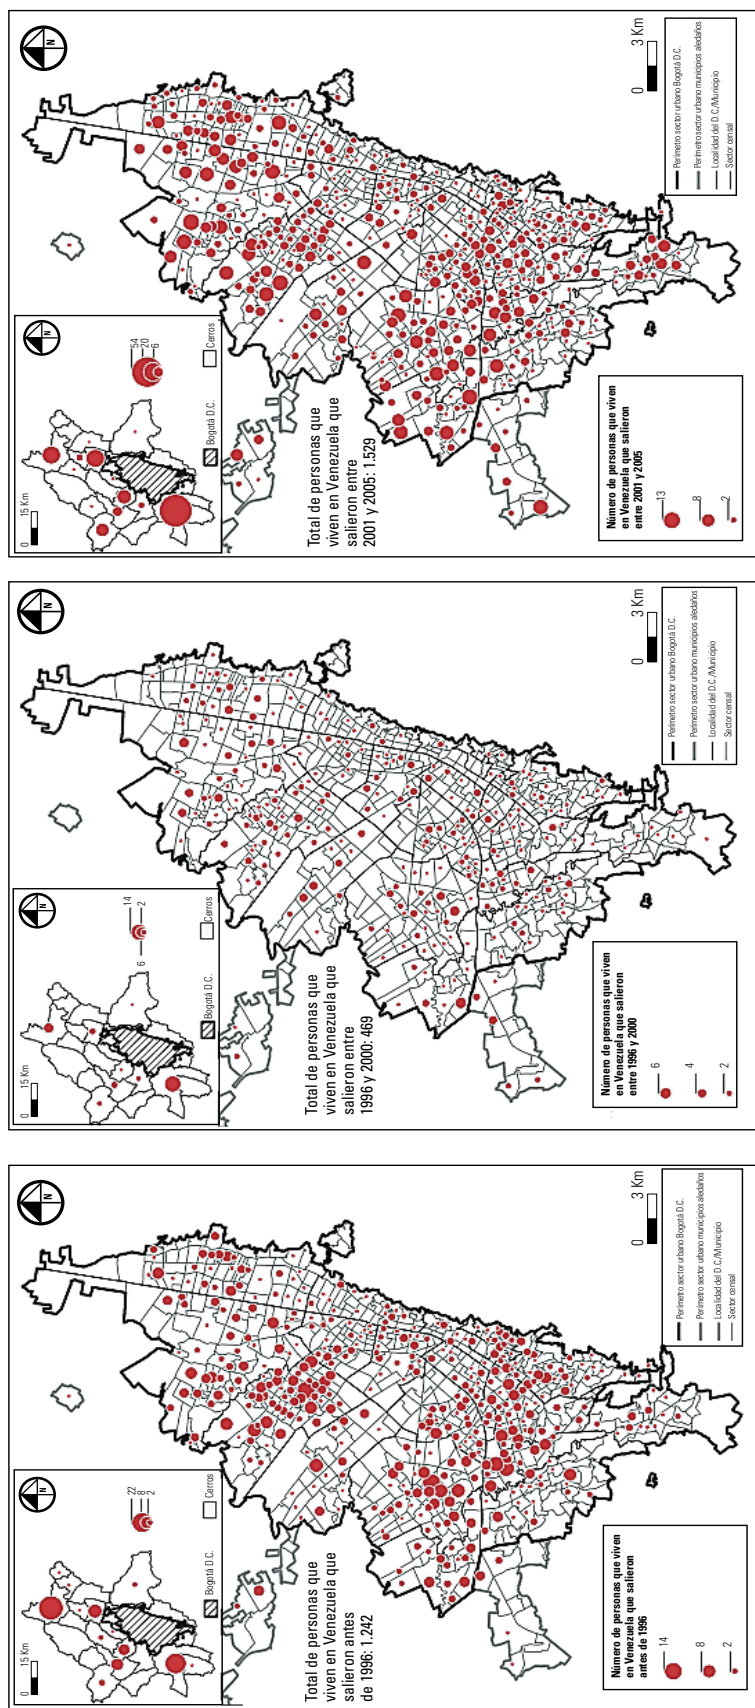 0 15 Km
N
22
8
2
Bogotá D.C.
Cerros
N
Total de personas que
viven en Venezuela que
salieron antes
de 1996: 1.242
Número de personas que viven
en Venezuela que salieron
antes de 1996
14
8
2
0 3 Km
Perímetro sector urbano Bogotá D.C.
Perímetro sector urbano municipios aledaños
Localidad del D.C./Municipio
Sector censal
0 15 Km
N
14
6
2
Bogotá D.C.
Cerros
N
Total de personas que
viven en Venezuela que
salieron entre
1996 y 2000: 469
Número de personas que viven
en Venezuela que salieron
entre 1996 y 2000
6
4
2
0 3 Km
Perímetro sector urbano Bogotá D.C.
Perímetro sector urbano municipios aledaños
Localidad del D.C./Municipio
Sector censal
0 15 Km
N
54
20
6
Bogotá D.C.
Cerros
N
Total de personas que
viven en Venezuela que
salieron entre
2001 y 2005: 1.529
Número de personas que viven
en Venezuela que salieron
entre 2001 y 2005
13
8
2
0 3 Km
Perímetro sector urbano Bogotá D.C.
Perímetro sector urbano municipios aledaños
Localidad del D.C./Municipio
Sector censal